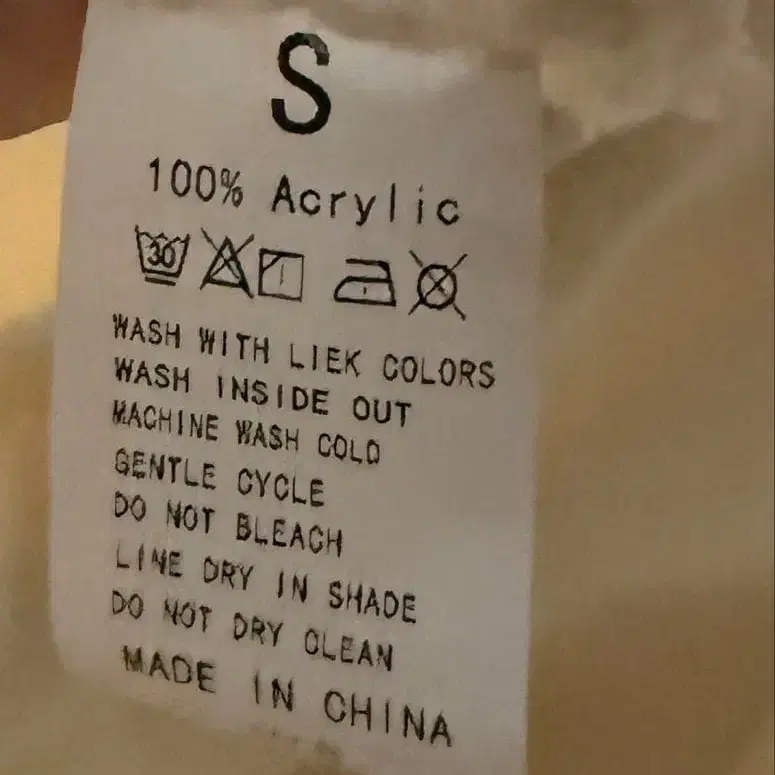 S
100% Acrylic
30
WASH WITH LIEK COLORS
WASH INSIDE OUT
MACHINE WASH COLD
GENTLE CYCLE
DO NOT BLEACH
LINE DRY IN SHADE
DO NOT DRY CLEAN
MADE IN CHINA